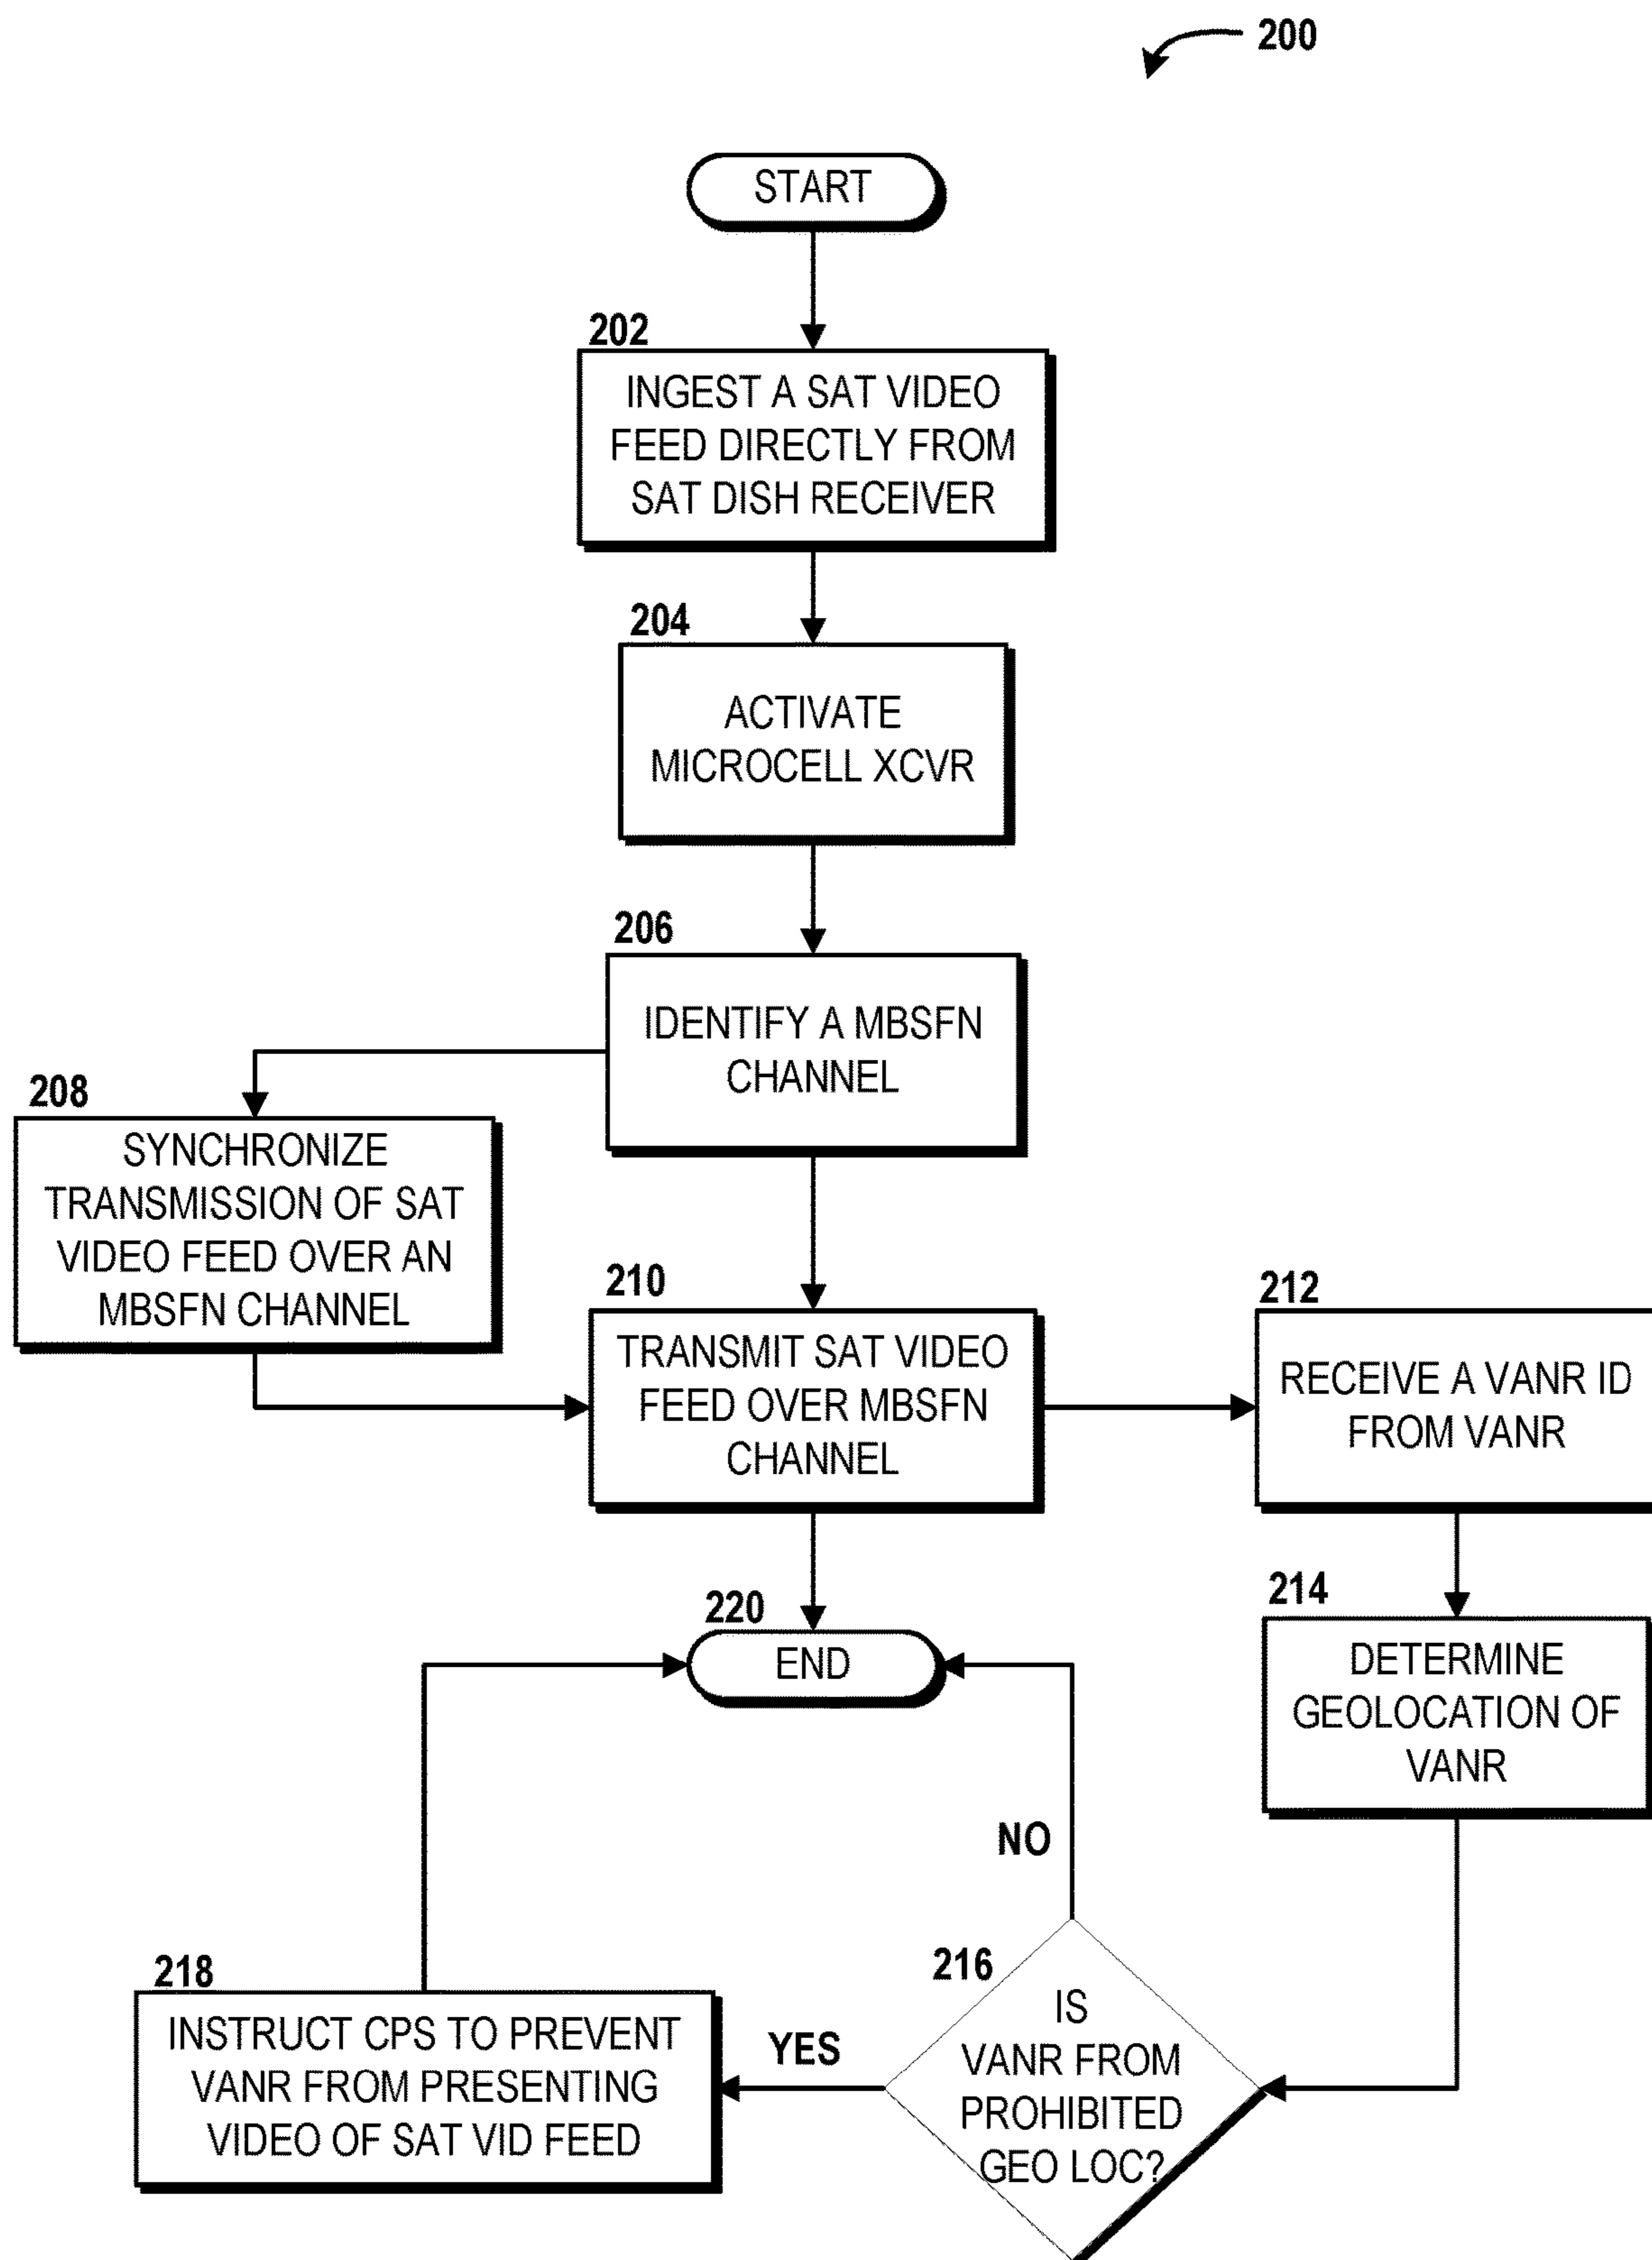 200
START
202
INGEST A SAT VIDEO
FEED DIRECTLY FROM
SAT DISH RECEIVER
204
ACTIVATE
MICROCELL XCVR
206
IDENTIFY A MBSFN
CHANNEL
208
SYNCHRONIZE
TRANSMISSION OF SAT
VIDEO FEED OVER AN
MBSFN CHANNEL
210
TRANSMIT SAT VIDEO
FEED OVER MBSFN
CHANNEL
212
RECEIVE A VANR ID
FROM VANR
214
DETERMINE
GEOLOCATION OF
VANR
220
END
NO
216
IS
VANR FROM
PROHIBITED
GEO LOC?
YES
218
INSTRUCT CPS TO PREVENT
VANR FROM PRESENTING
VIDEO OF SAT VID FEED